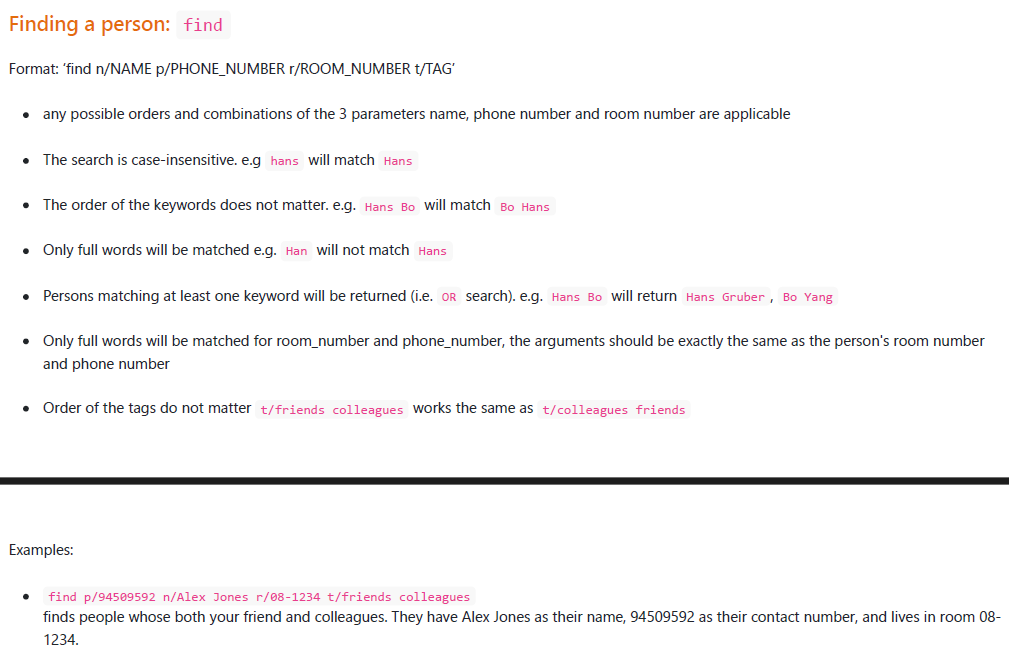 Finding a person: find
Format: ‘find n/NAME p/PHONE_NUMBER r/ROOM_NUMBER t/TAG’
any possible orders and combinations of the 3 parameters name, phone number and room number are applicable
The search is case-insensitive. e.g hans will match Hans
The order of the keywords does not matter. e.g. Hans Bo will match Bo Hans
Only full words will be matched e.g. Han will not match Hans
Persons matching at least one keyword will be returned (i.e. OR search). e.g. Hans Bo will return Hans Gruber, Bo Yang
Only full words will be matched for room_number and phone_number, the arguments should be exactly the same as the person's room number
and phone number
Order of the tags do not matter t/friends colleagues works the same as t/colleagues friends
Examples:
find p/94509592 n/Alex Jones r/08-1234 t/friends colleagues
finds people whose both your friend and colleagues. They have Alex Jones as their name, 94509592 as their contact number, and lives in room 08-
1234.